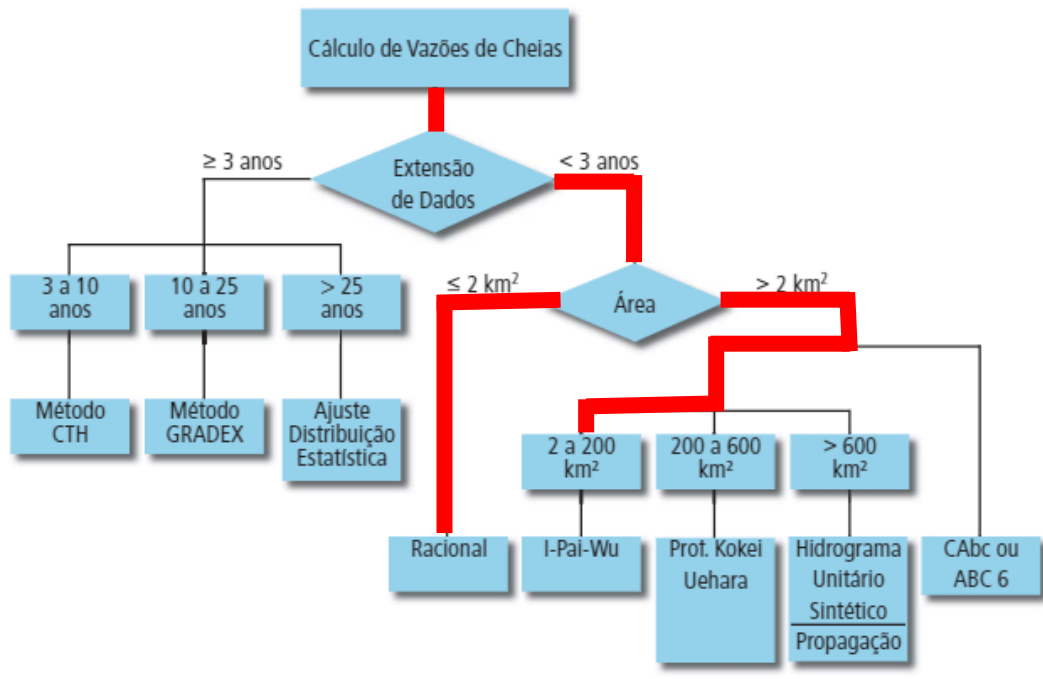 Cálculo de Vazões de Cheias
≥ 3 anos
Extensão
de Dados
< 3 anos
3 a 10
anos
10 a 25
anos
> 25
anos
≤ 2 km²
Área
> 2 km²
Método
CTH
Método
GRADEX
Ajuste
Distribuição
Estatística
2 a 200
km²
200 a 600
km²
> 600
km²
Racional
I-Pai-Wu
Prof. Kokei
Uehara
Hidrograma
Unitário
Sintético
Propagação
CAbc ou
ABC 6